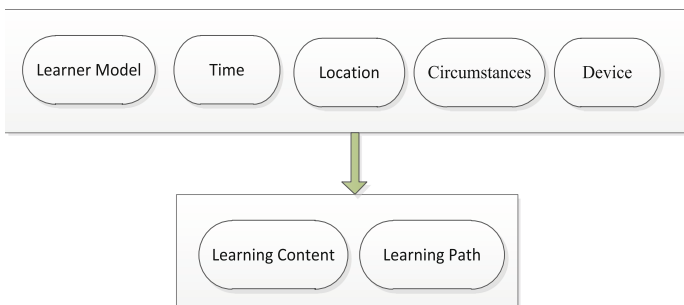 Learner Model
Time
Location
Circumstances
Device
Learning Content
Learning Path